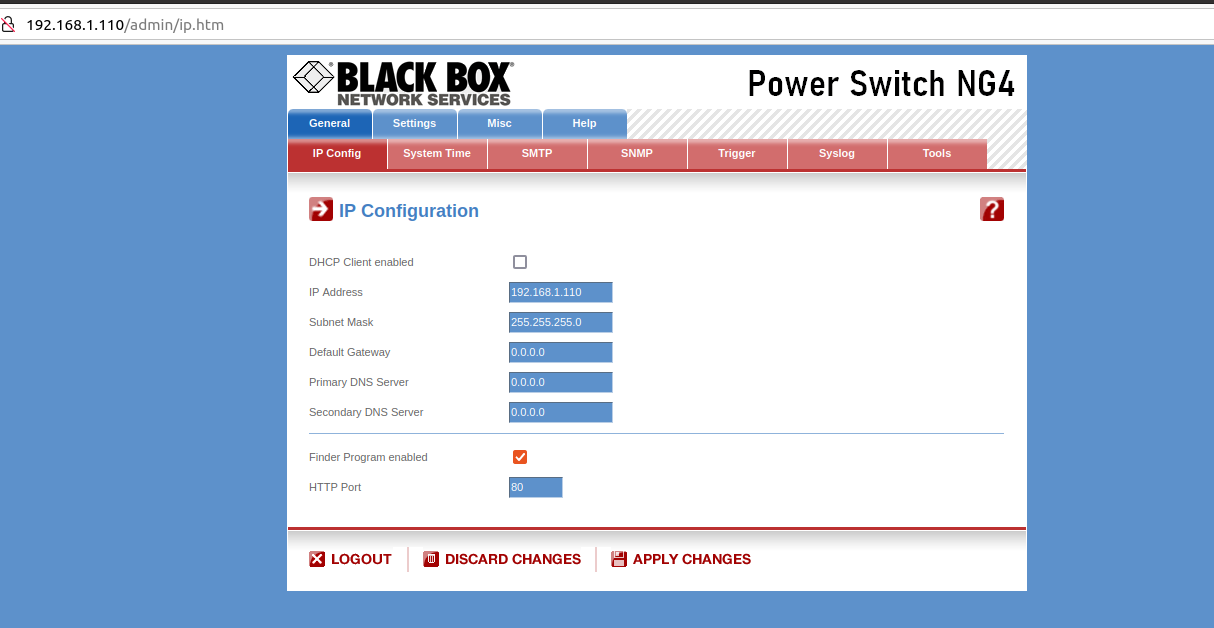 192.168.1.110/admin/ip.htm
BLACK BOX®
NETWORK SERVICES
Power Switch NG4
General Settings Misc Help
IP Config System Time SMTP SNMP Trigger Syslog Tools
IP Configuration ?
DHCP Client enabled
IP Address 192.168.1.110
Subnet Mask 255.255.255.0
Default Gateway 0.0.0.0
Primary DNS Server 0.0.0.0
Secondary DNS Server 0.0.0.0
Finder Program enabled
HTTP Port 80
LOGOUT DISCARD CHANGES APPLY CHANGES